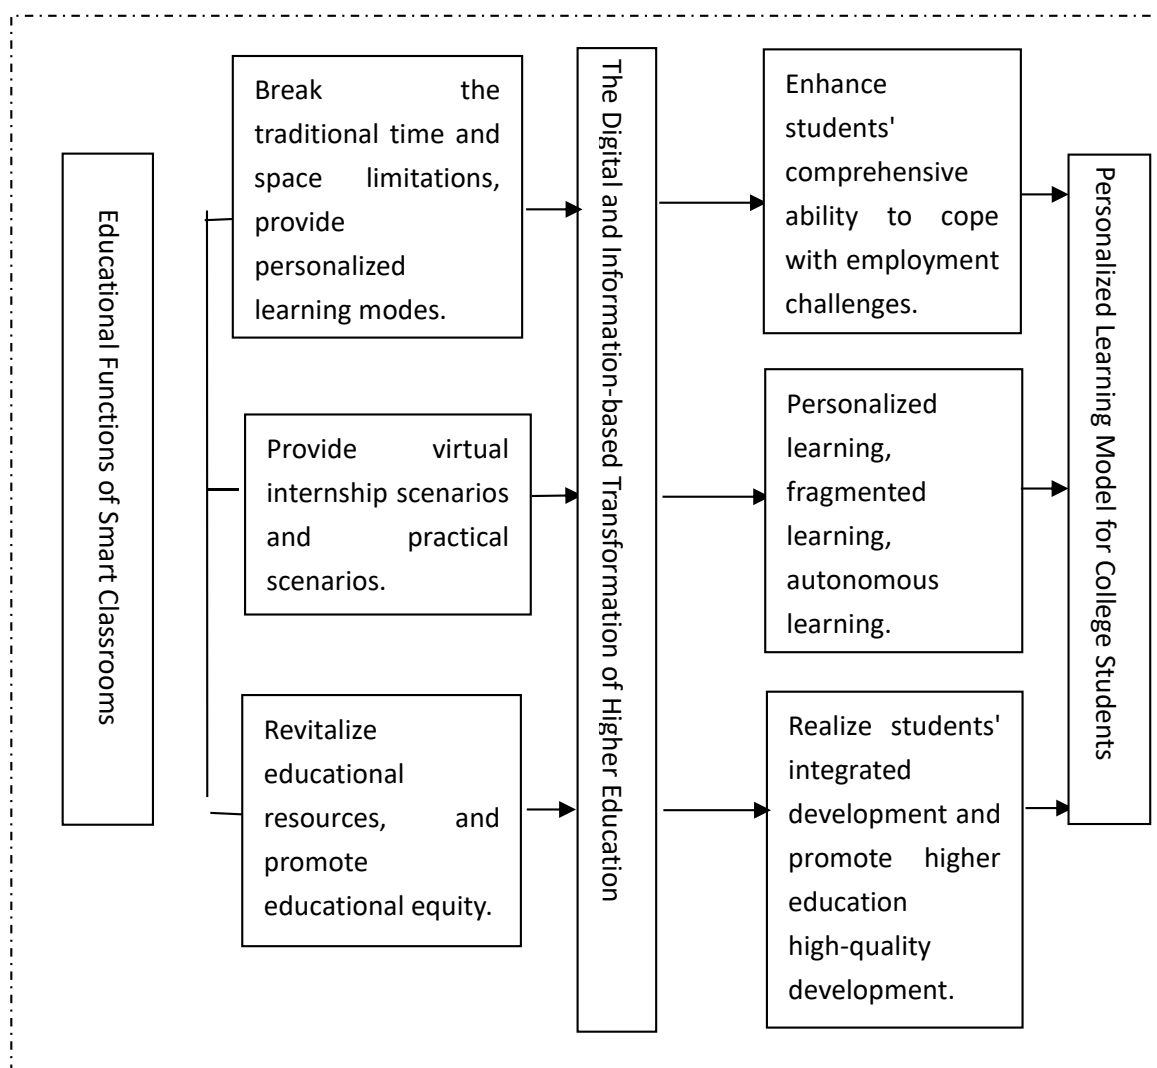 Educational Functions of Smart Classrooms
Break the
traditional time and
space limitations,
provide
personalized
learning modes.
Provide virtual
internship scenarios
and practical
scenarios.
Revitalize
educational
resources, and
promote
educational equity.
The Digital and Information-based Transformation of Higher Education
Enhance
students'
comprehensive
ability to cope
with employment
challenges.
Personalized
learning,
fragmented
learning,
autonomous
learning.
Realize students'
integrated
development and
promote higher
education
high-quality
development.
Personalized Learning Model for College Students